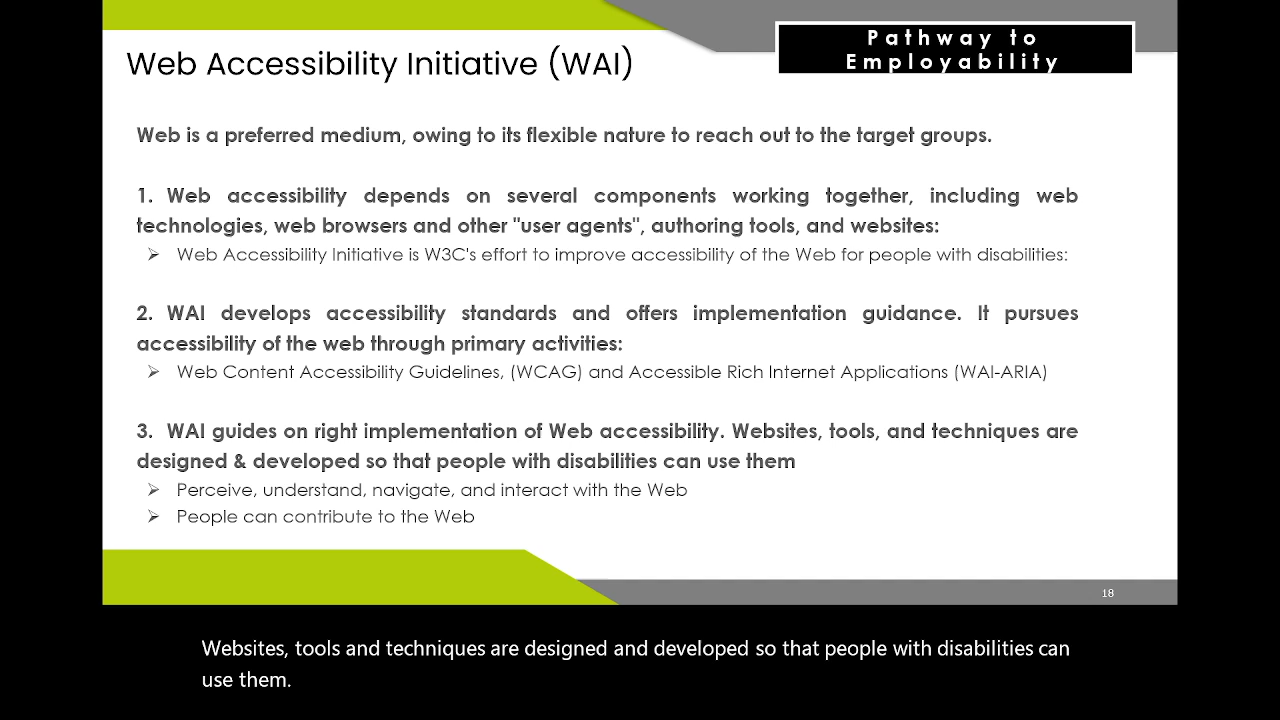 Pathway to
Employability
Web Accessibility Initiative (WAI)
Web is a preferred medium, owing to its flexible nature to reach out to the target groups.
1. Web accessibility depends on several components working together, including web
technologies, web browsers and other "user agents", authoring tools, and websites:
➢ Web Accessibility Initiative is W3C's effort to improve accessibility of the Web for people with disabilities:
2. WAI develops accessibility standards and offers implementation guidance. It pursues
accessibility of the web through primary activities:
➢ Web Content Accessibility Guidelines, (WCAG) and Accessible Rich Internet Applications (WAI-ARIA)
3. WAI guides on right implementation of Web accessibility. Websites, tools, and techniques are
designed & developed so that people with disabilities can use them
➢ Perceive, understand, navigate, and interact with the Web
➢ People can contribute to the Web
18
Websites, tools and techniques are designed and developed so that people with disabilities can
use them.